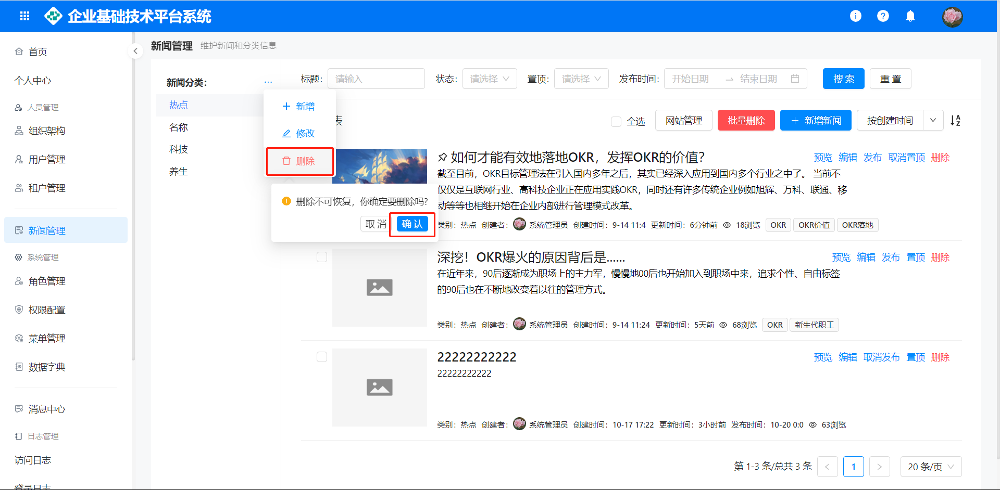 企业基础技术平台系统
首页
个人中心
人员管理
组织架构
用户管理
租户管理
新闻管理
系统管理
角色管理
权限配置
菜单管理
数据字典
消息中心
日志管理
访问日志
登录日志
新闻管理 维护新闻和分类信息
新闻分类：
热点
名称
科技
养生
新增
修改
删除
删除不可恢复，你确定要删除吗?
取 消 确 认
标题： 请输入 状态： 请选择 置顶： 请选择 发布时间： 开始日期 → 结束日期 搜 索 重 置
表 全选 网站管理 批量删除 + 新增新闻 按创建时间
如何才能有效地落地OKR，发挥OKR的价值？ 预览 编辑 发布 取消置顶 删除
截至目前，OKR目标管理法在引入国内多年之后，其实已经深入应用到国内多个行业之中了。 当前不
仅仅是互联网行业、高科技企业正在应用实践OKR，同时还有许多传统企业例如旭辉、万科、联通、移
动等等也相继开始在企业内部进行管理模式改革。
类别：热点 创建者： 系统管理员 创建时间：9-14 11:4 更新时间：6分钟前 18浏览 OKR OKR价值 OKR落地
深挖！OKR爆火的原因背后是...... 预览 编辑 发布 置顶 删除
在近年来，90后逐渐成为职场上的主力军，慢慢地00后也开始加入到职场中来，追求个性、自由标签
的90后也在不断地改变着以往的管理方式。
类别：热点 创建者： 系统管理员 创建时间：9-14 11:24 更新时间：5天前 68浏览 OKR 新生代职工
22222222222 预览 编辑 取消发布 置顶 删除
22222222222
类别：热点 创建者： 系统管理员 创建时间：10-17 17:22 更新时间：3小时前 发布时间：10-20 0:0 63浏览
第 1-3 条/总共 3 条 < 1 > 20 条/页